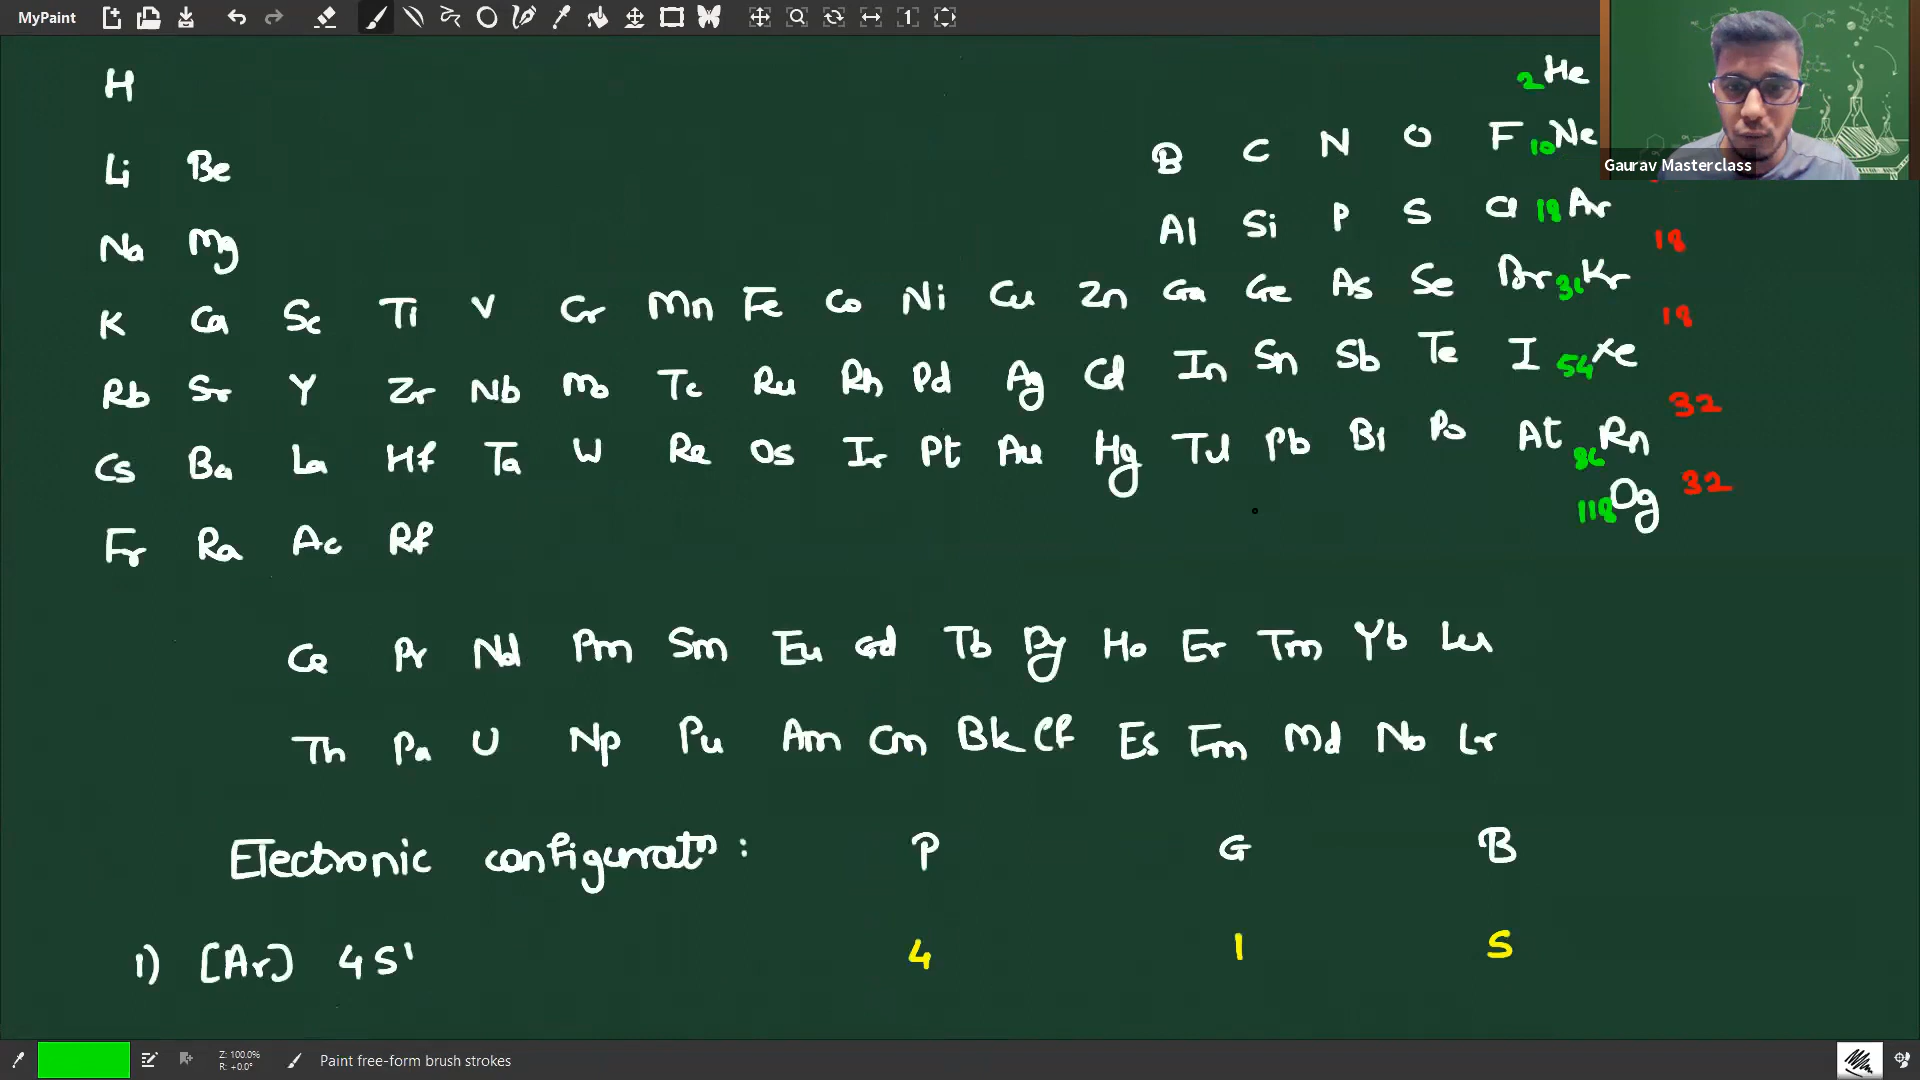 MyPaint
H 2He
Li Be B C N O F 10Ne
Gaurav Masterclass
Na Mg Al Si P S Cl 18Ar
18
K Ca Sc Ti V Cr Mn Fe Co Ni Cu Zn Ga Ge As Se Br 36Kr
18
Rb Sr Y Zr Nb Mo Tc Ru Rh Pd Ag Cd In Sn Sb Te I 54Xe
32
Cs Ba La Hf Ta W Re Os Ir Pt Au Hg Tl Pb Bi Po At 86Rn
32
118Og
Fr Ra Ac Rf
Ce Pr Nd Pm Sm Eu Gd Tb Dy Ho Er Tm Yb Lu
Th Pa U Np Pu Am Cm Bk Cf Es Fm Md No Lr
Electronic configuratn : P G B
1) [Ar] 4S¹ 4 1 S
Z: 100.0%
R: +0.0°
Paint free-form brush strokes